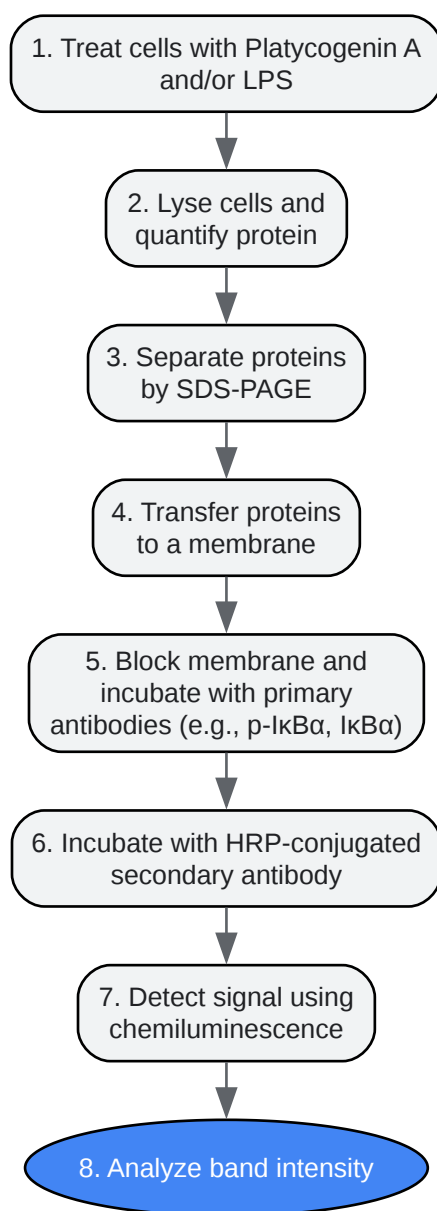 1. Treat cells with Platycogenin A
and/or LPS
2. Lyse cells and
quantify protein
3. Separate proteins
by SDS-PAGE
4. Transfer proteins
to a membrane
5. Block membrane and
incubate with primary
antibodies (e.g., p-IκBα, IκBα)
6. Incubate with HRP-conjugated
secondary antibody
7. Detect signal using
chemiluminescence
8. Analyze band intensity